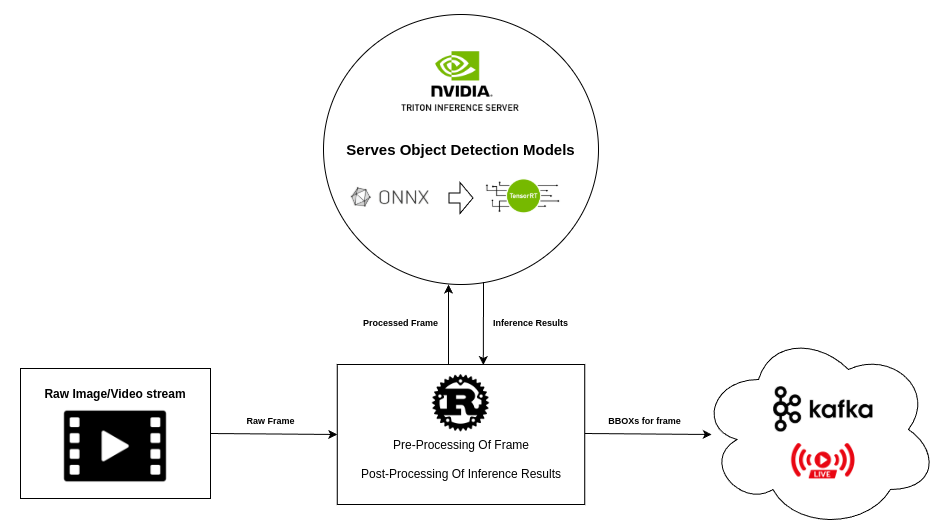 NVIDIA.
TRITON INFERENCE SERVER
Serves Object Detection Models
ONNX
TensorRT
Processed Frame
Inference Results
Raw Image/Video stream
Raw Frame
R
Pre-Processing Of Frame
Post-Processing Of Inference Results
BBOXs for frame
kafka
LIVE